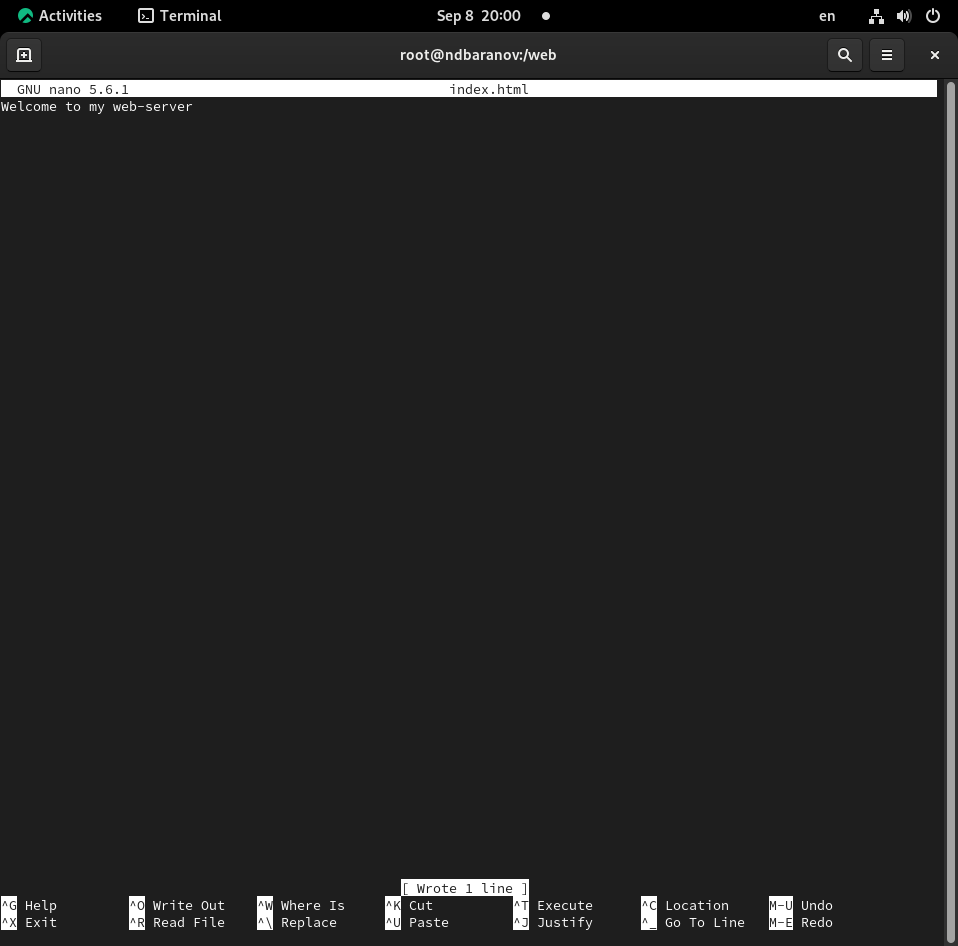 Activities Terminal Sep 8 20:00 en
root@ndbaranov:/web
GNU nano 5.6.1 index.html
Welcome to my web-server
[ Wrote 1 line ]
^G Help ^O Write Out ^W Where Is ^K Cut ^T Execute ^C Location M-U Undo
^X Exit ^R Read File ^\ Replace ^U Paste ^J Justify ^_ Go To Line M-E Redo